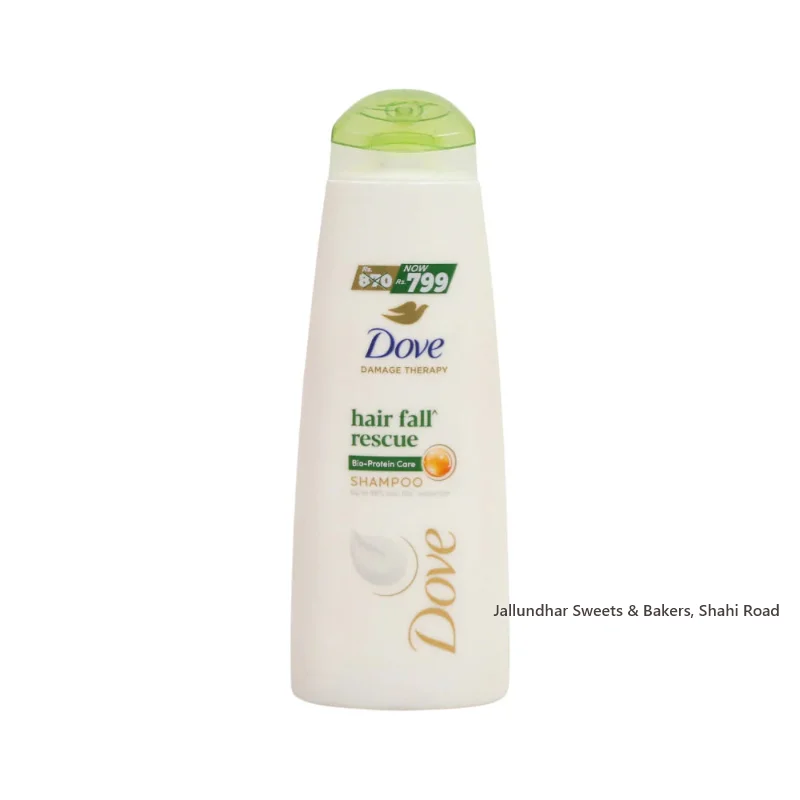 Rs. 870 NOW Rs. 799
Dove
DAMAGE THERAPY
hair fall^
rescue
Bio-Protein Care
SHAMPOO
Dove
Jallundhar Sweets & Bakers, Shahi Road